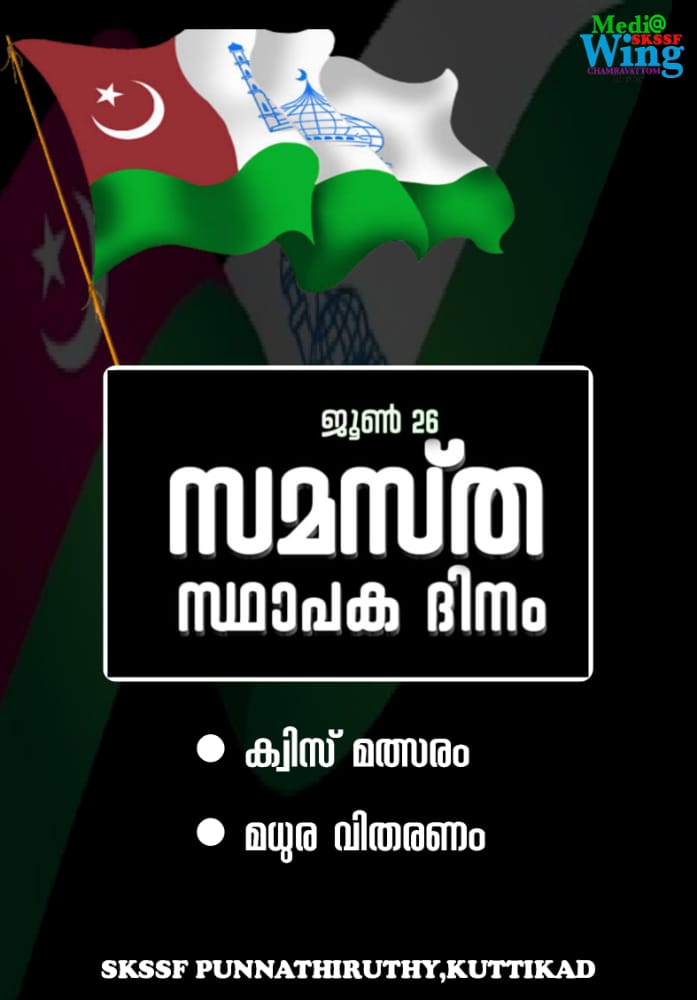 Medi@
SKSSF
Wing
CHAMRAVATTOM
ജൂൺ 26
സമസ്ത
സ്ഥാപക ദിനം
ക്വിസ് മത്സരം
മധുര വിതരണം
SKSSF PUNNATHIRUTHY,KUTTIKAD